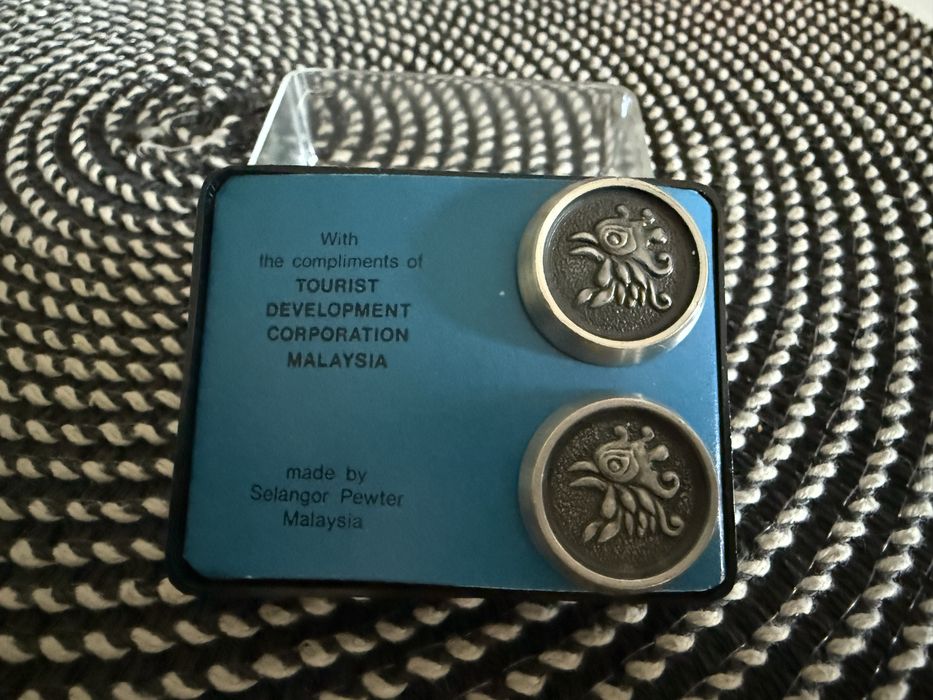 With
the compliments of
TOURIST
DEVELOPMENT
CORPORATION
MALAYSIA
made by
Selangor Pewter
Malaysia